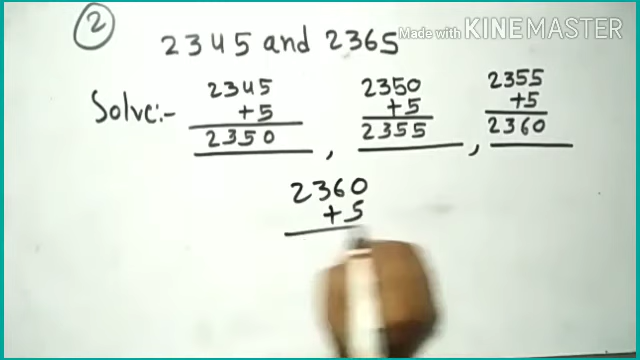 ② 2345 and 2365
Made with KINEMASTER
Solve:- 2345 2350 2355
+5 +5 +5
2350 , 2355 , 2360
2360
+5